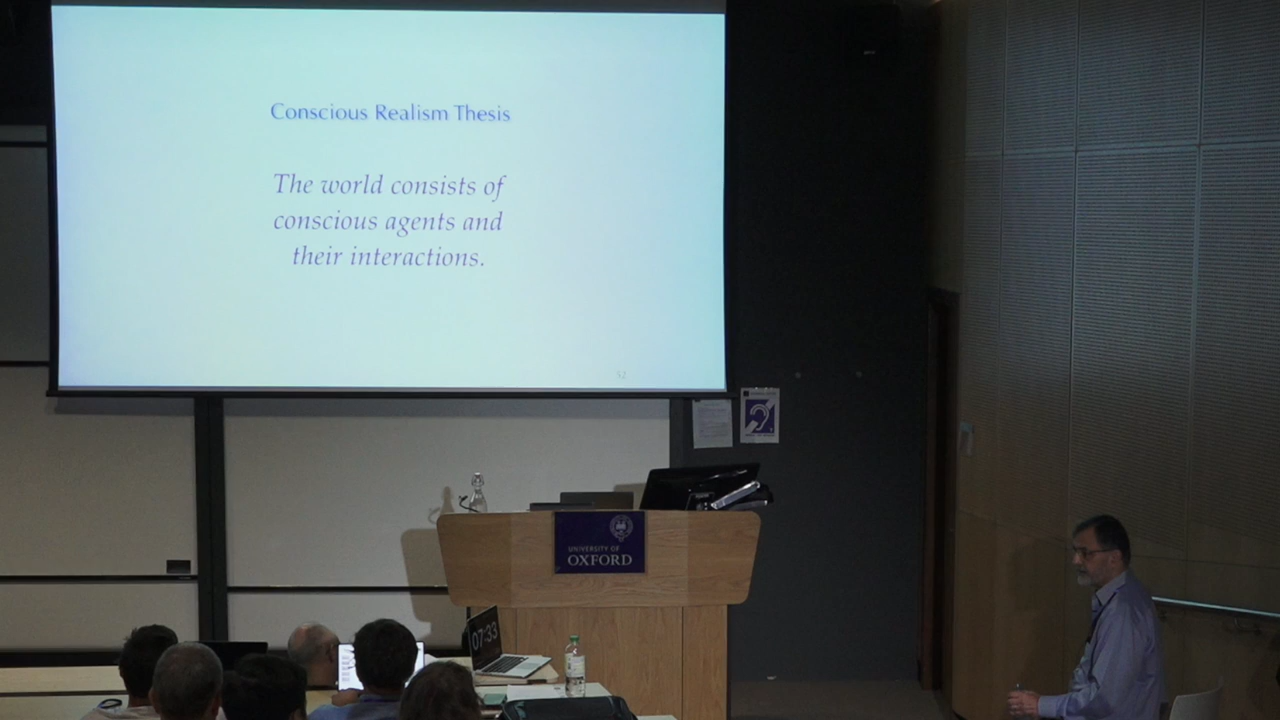 Conscious Realism Thesis
The world consists of
conscious agents and
their interactions.
UNIVERSITY OF
OXFORD
07:33